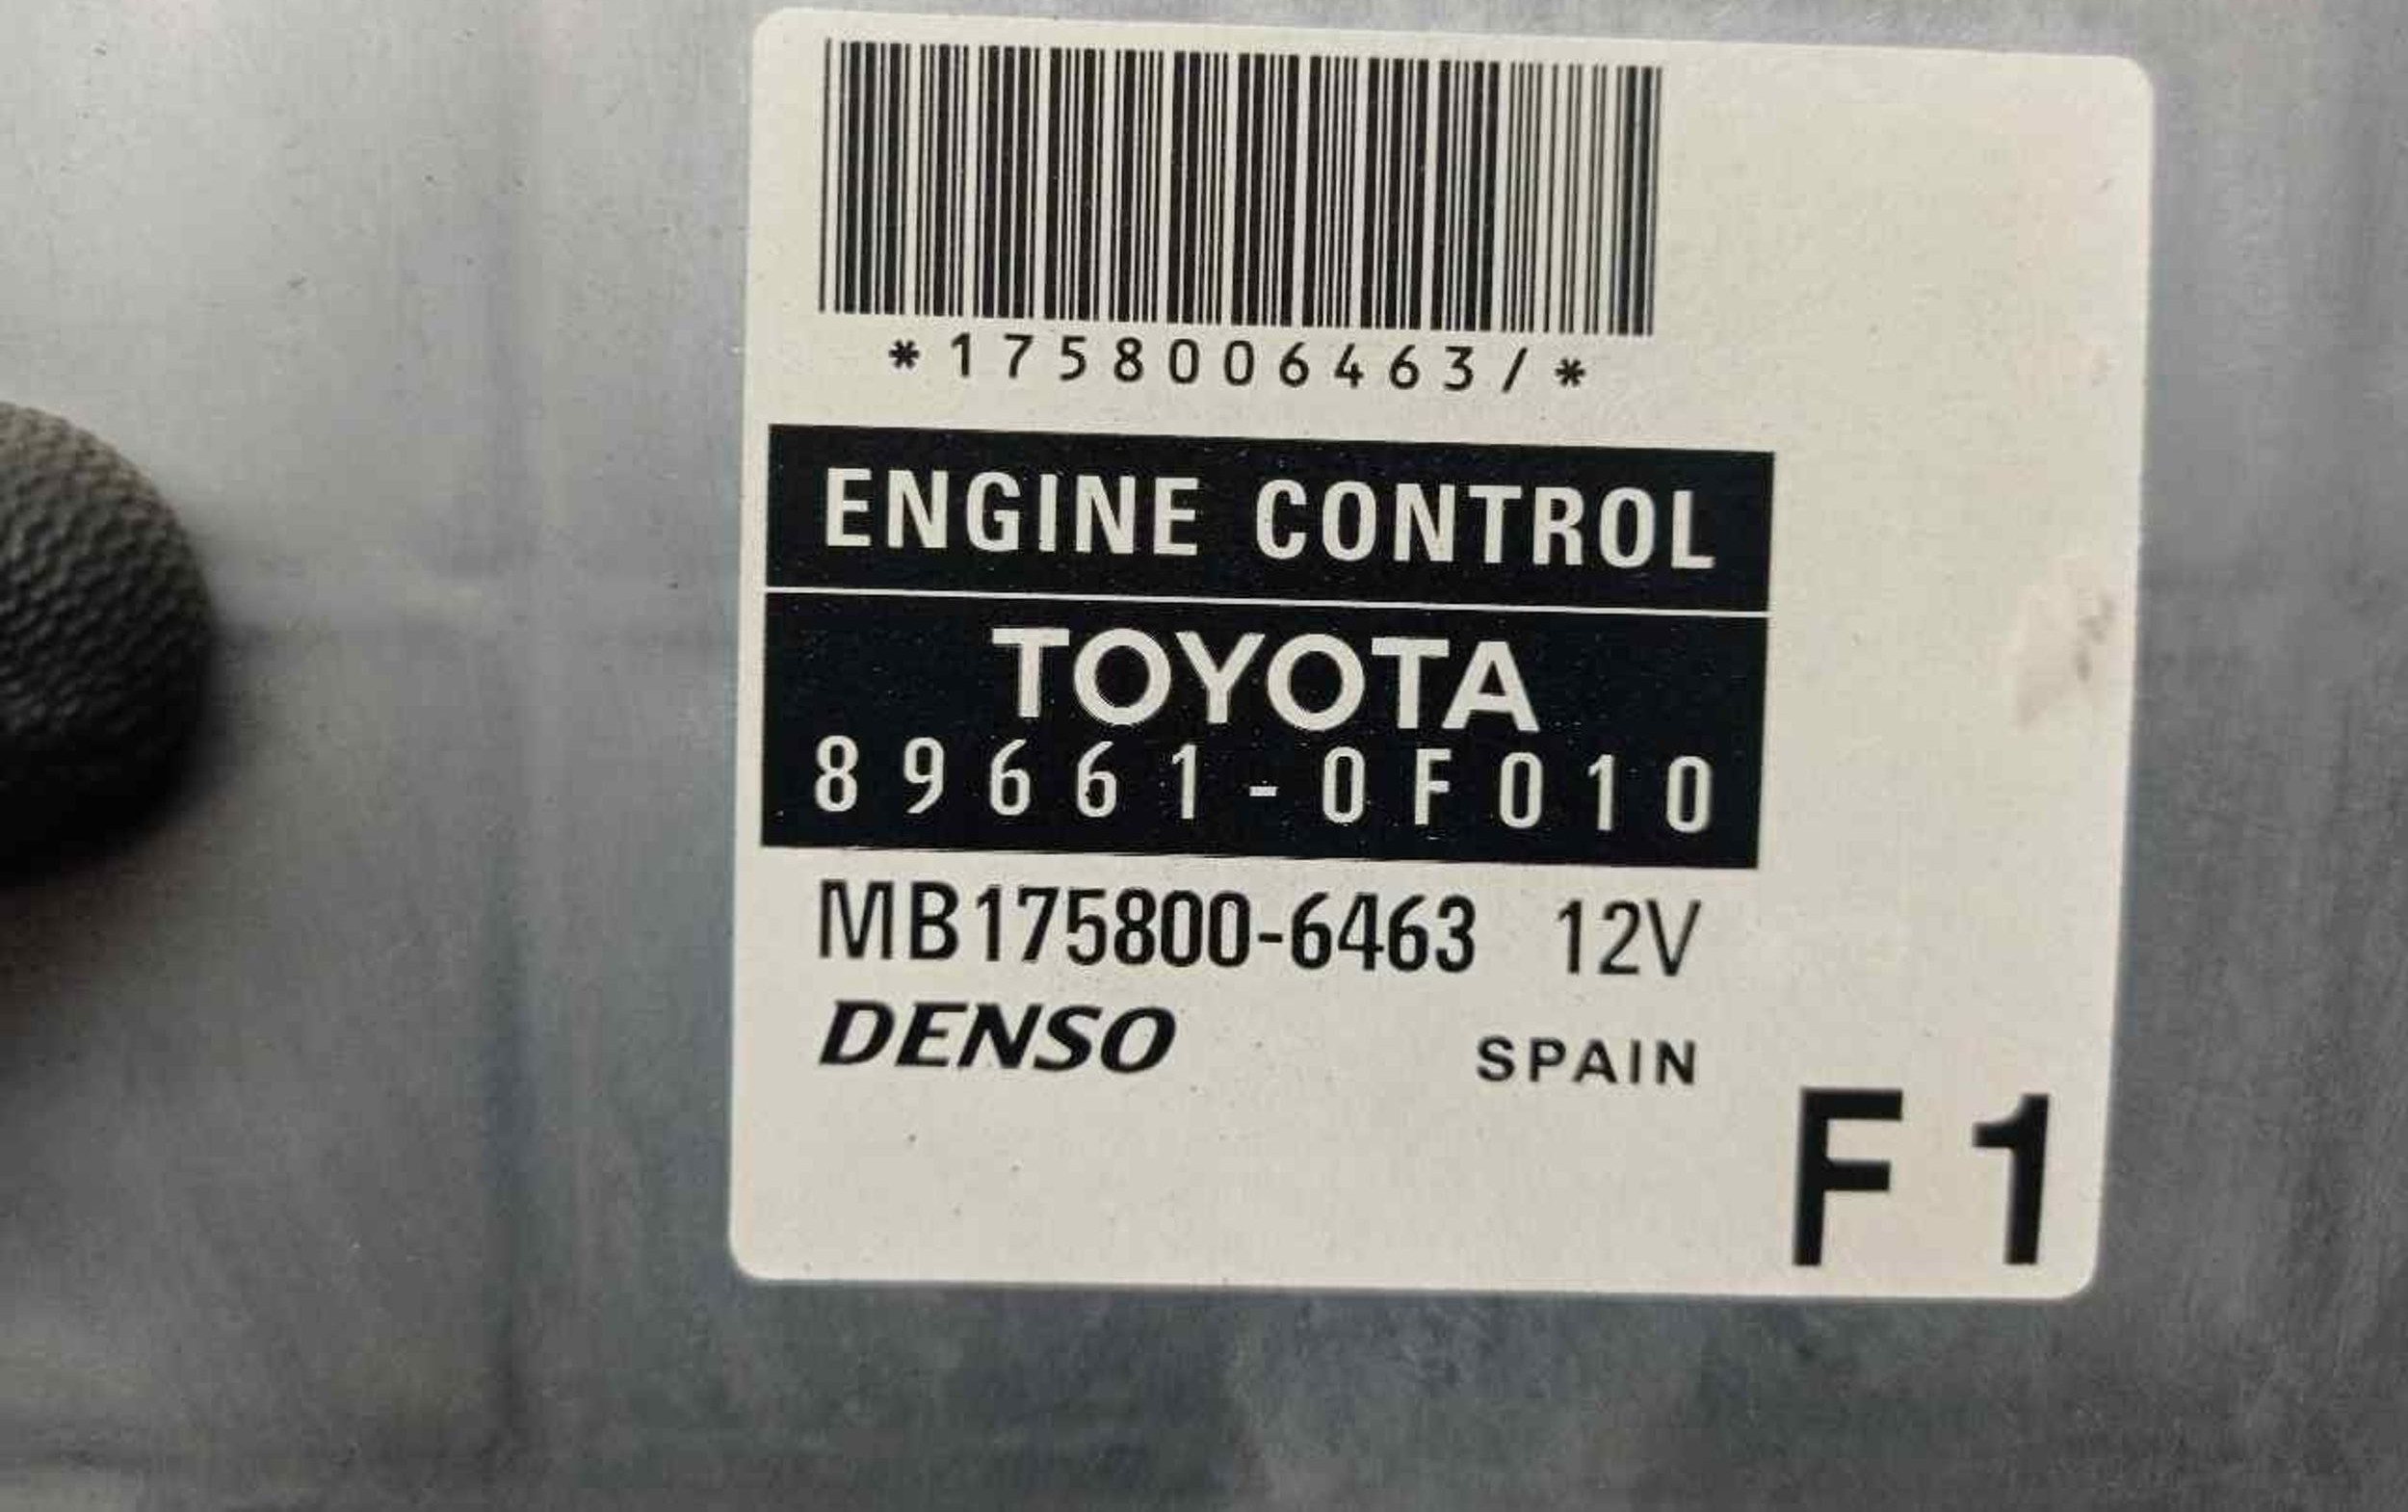 *1758006463/*
ENGINE CONTROL
TOYOTA
89661-0F010
MB175800-6463 12V
DENSO SPAIN
F1